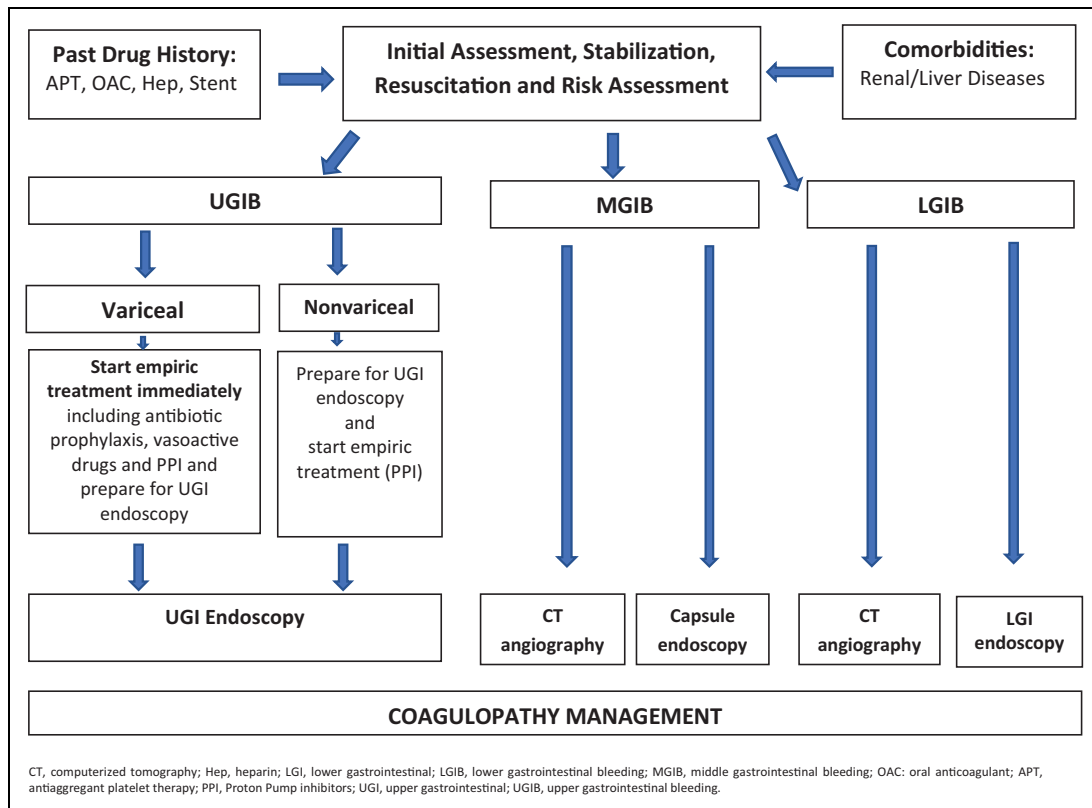 Past Drug History:
APT, OAC, Hep, Stent
Initial Assessment, Stabilization,
Resuscitation and Risk Assessment
Comorbidities:
Renal/Liver Diseases
UGIB
MGIB
LGIB
Variceal
Nonvariceal
Start empiric
treatment immediately
including antibiotic
prophylaxis, vasoactive
drugs and PPI and
prepare for UGI
endoscopy
Prepare for UGI
endoscopy
and
start empiric
treatment (PPI)
UGI Endoscopy
CT
angiography
Capsule
endoscopy
CT
angiography
LGI
endoscopy
COAGULOPATHY MANAGEMENT
CT, computerized tomography; Hep, heparin; LGI, lower gastrointestinal; LGIB, lower gastrointestinal bleeding; MGIB, middle gastrointestinal bleeding; OAC: oral anticoagulant; APT,
antiaggregant platelet therapy; PPI, Proton Pump inhibitors; UGI, upper gastrointestinal; UGIB, upper gastrointestinal bleeding.